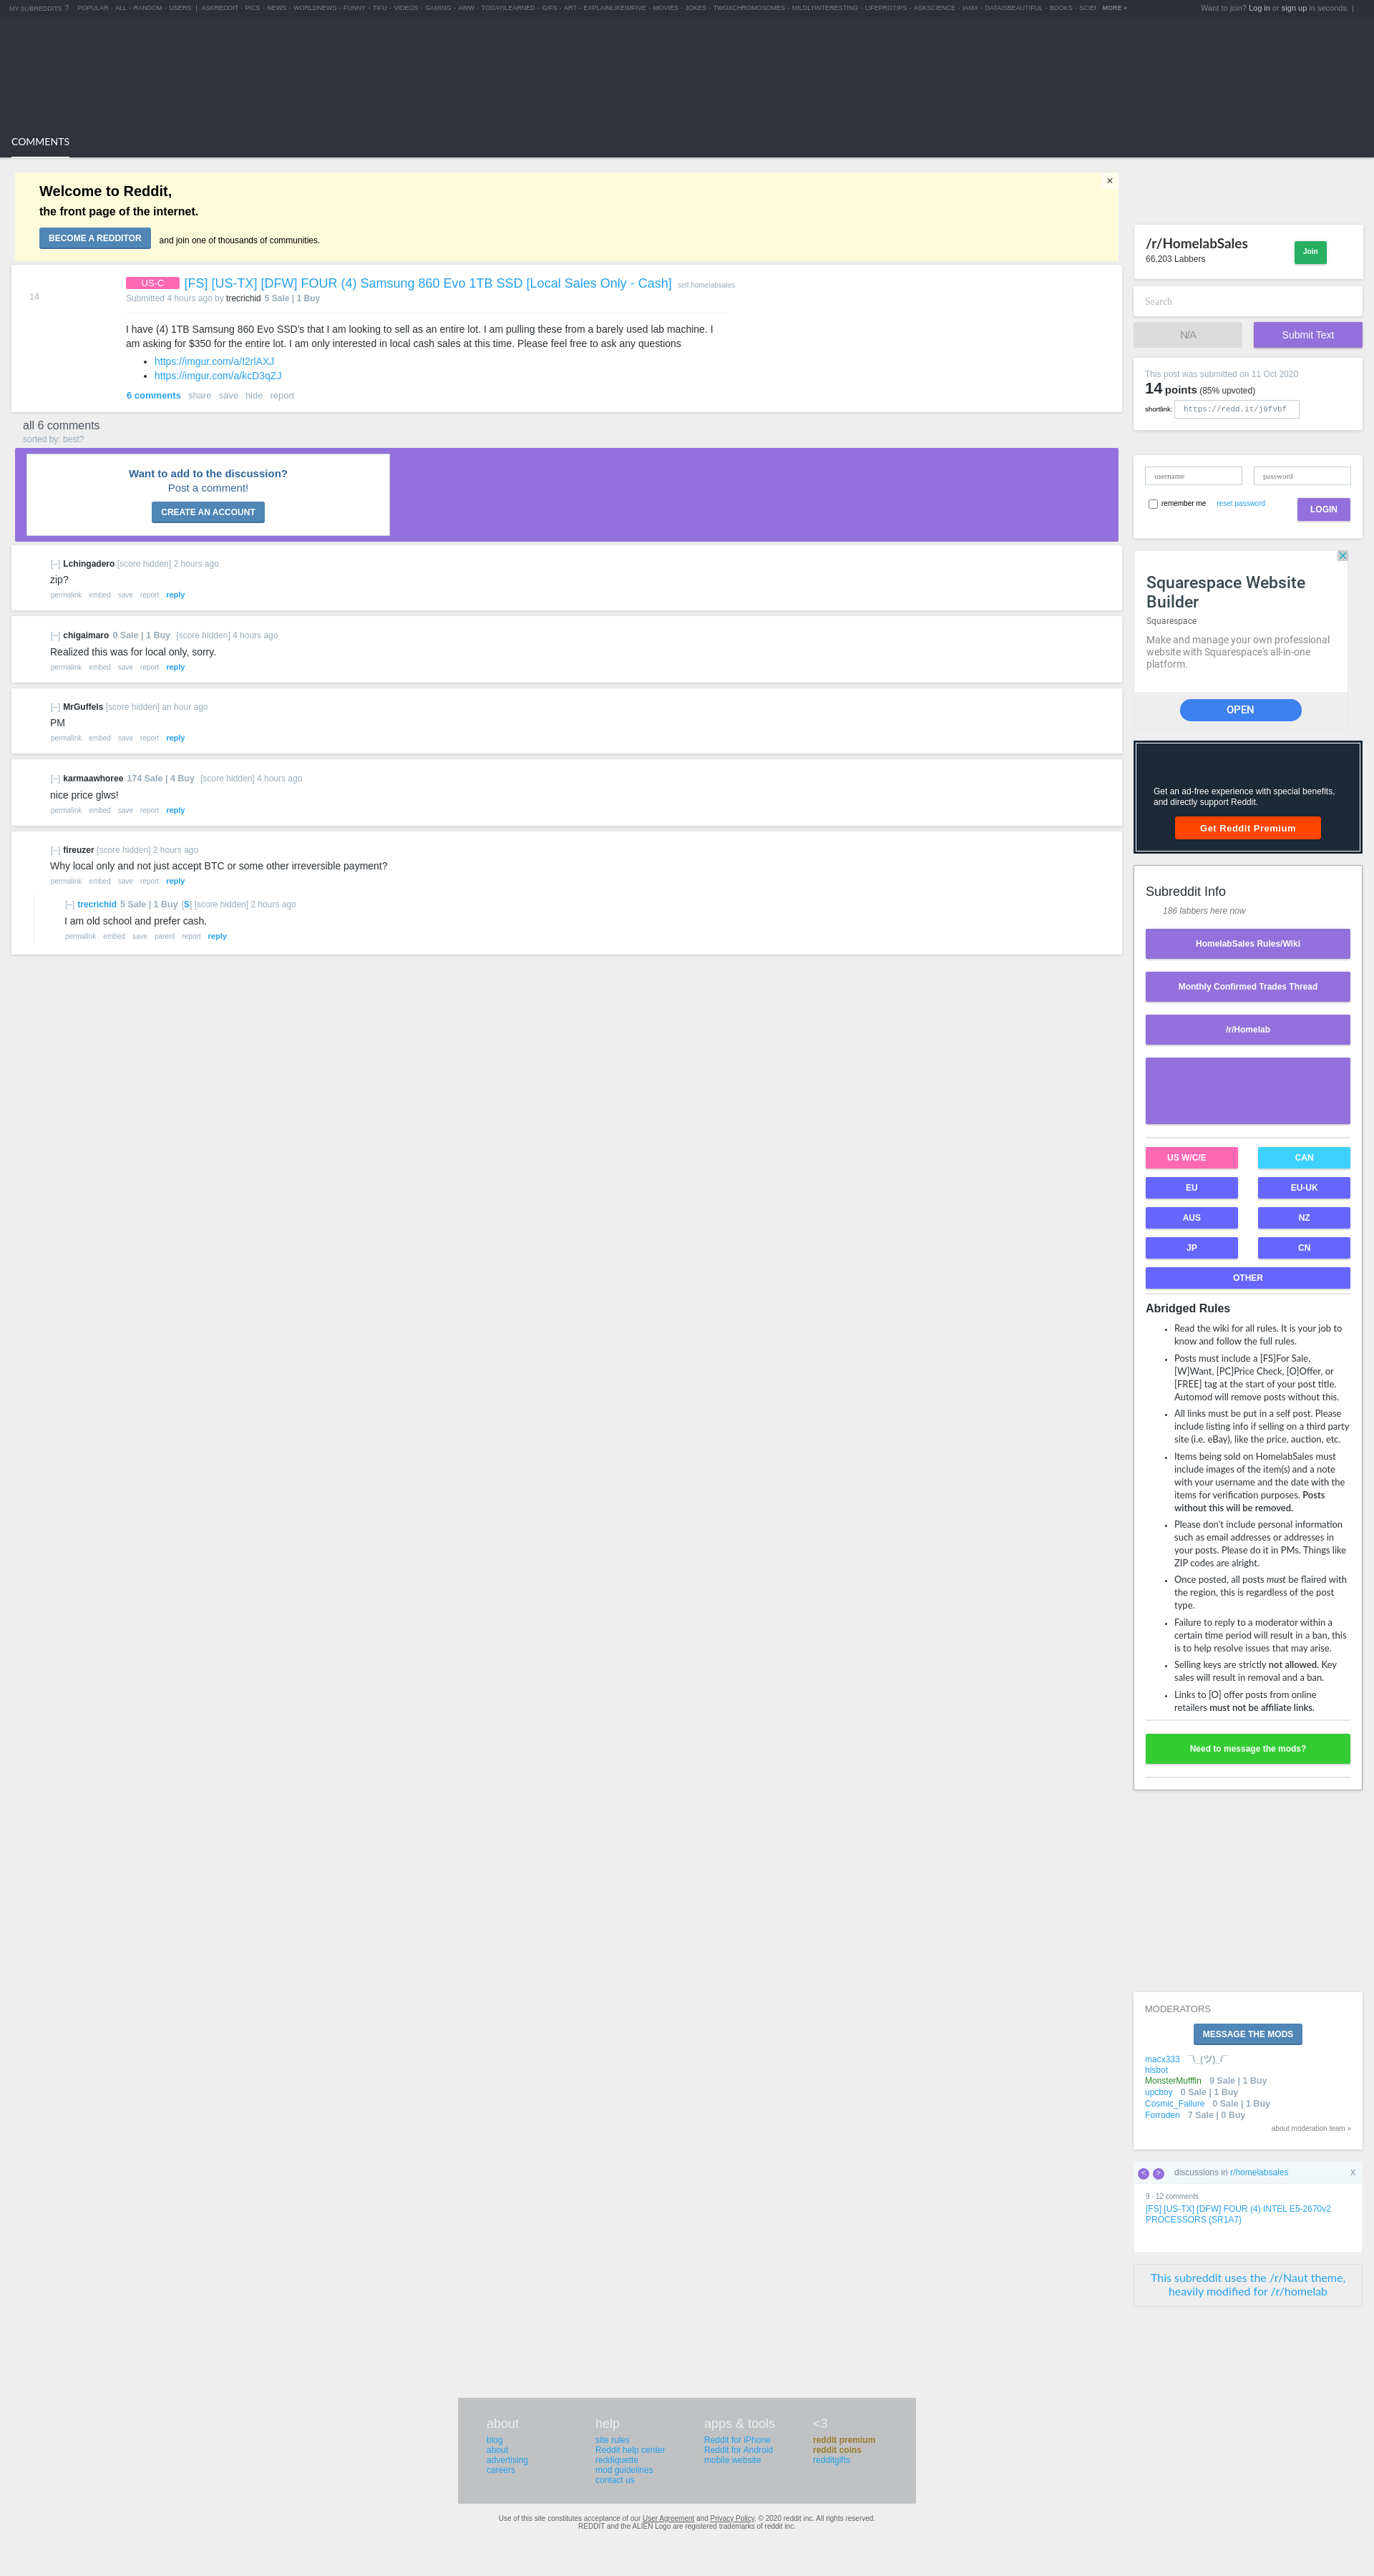 MY SUBREDDITS ? POPULAR - ALL - RANDOM - USERS | ASKREDDIT - PICS - NEWS - WORLDNEWS - FUNNY - TIFU - VIDEOS - GAMING - AWW - TODAYILEARNED - GIFS - ART - EXPLAINLIKEIMFIVE - MOVIES - JOKES - TWOXCHROMOSOMES - MILDLYINTERESTING - LIFEPROTIPS - ASKSCIENCE - IAMA - DATAISBEAUTIFUL - BOOKS - MORE » Want to join? Log in or sign up in seconds. |
COMMENTS
Welcome to Reddit,
the front page of the internet.
BECOME A REDDITOR and join one of thousands of communities.
×
14
US-C [FS] [US-TX] [DFW] FOUR (4) Samsung 860 Evo 1TB SSD [Local Sales Only - Cash] self.homelabsales
Submitted 4 hours ago by trecrichid 5 Sale | 1 Buy
I have (4) 1TB Samsung 860 Evo SSD's that I am looking to sell as an entire lot. I am pulling these from a barely used lab machine. I
am asking for $350 for the entire lot. I am only interested in local cash sales at this time. Please feel free to ask any questions
• https://imgur.com/a/I2rlAXJ
• https://imgur.com/a/kcD3qZJ
6 comments share save hide report
all 6 comments
sorted by: best?
Want to add to the discussion?
Post a comment!
CREATE AN ACCOUNT
[–] Lchingadero [score hidden] 2 hours ago
zip?
permalink embed save report reply
[–] chigaimaro 0 Sale | 1 Buy [score hidden] 4 hours ago
Realized this was for local only, sorry.
permalink embed save report reply
[–] MrGuffels [score hidden] an hour ago
PM
permalink embed save report reply
[–] karmaawhoree 174 Sale | 4 Buy [score hidden] 4 hours ago
nice price glws!
permalink embed save report reply
[–] fireuzer [score hidden] 2 hours ago
Why local only and not just accept BTC or some other irreversible payment?
permalink embed save report reply
[–] trecrichid 5 Sale | 1 Buy [S] [score hidden] 2 hours ago
I am old school and prefer cash.
permalink embed save parent report reply
/r/HomelabSales
66,203 Labbers
Join
Search
N/A
Submit Text
This post was submitted on 11 Oct 2020
14 points (85% upvoted)
shortlink: https://redd.it/j9fvbf
username
password
remember me reset password
LOGIN
Squarespace Website
Builder
Squarespace
Make and manage your own professional
website with Squarespace's all-in-one
platform.
OPEN
Get an ad-free experience with special benefits,
and directly support Reddit.
Get Reddit Premium
Subreddit Info
186 labbers here now
HomelabSales Rules/Wiki
Monthly Confirmed Trades Thread
/r/Homelab
US W/C/E
CAN
EU
EU-UK
AUS
NZ
JP
CN
OTHER
Abridged Rules
• Read the wiki for all rules. It is your job to
know and follow the full rules.
• Posts must include a [FS]For Sale,
[W]Want, [PC]Price Check, [O]Offer, or
[FREE] tag at the start of your post title.
Automod will remove posts without this.
• All links must be put in a self post. Please
include listing info if selling on a third party
site (i.e. eBay), like the price, auction, etc.
• Items being sold on HomelabSales must
include images of the item(s) and a note
with your username and the date with the
items for verification purposes. Posts
without this will be removed.
• Please don't include personal information
such as email addresses or addresses in
your posts. Please do it in PMs. Things like
ZIP codes are alright.
• Once posted, all posts must be flaired with
the region, this is regardless of the post
type.
• Failure to reply to a moderator within a
certain time period will result in a ban, this
is to help resolve issues that may arise.
• Selling keys are strictly not allowed. Key
sales will result in removal and a ban.
• Links to [O] offer posts from online
retailers must not be affiliate links.
Need to message the mods?
MODERATORS
MESSAGE THE MODS
macx333 ¯\_(ツ)_/¯
hlsbot
MonsterMufffin 9 Sale | 1 Buy
upcboy 0 Sale | 1 Buy
Cosmic_Failure 0 Sale | 1 Buy
Forroden 7 Sale | 0 Buy
about moderation team »
< > discussions in r/homelabsales X
9 · 12 comments
[FS] [US-TX] [DFW] FOUR (4) INTEL E5-2670v2
PROCESSORS (SR1A7)
This subreddit uses the /r/Naut theme,
heavily modified for /r/homelab
about
blog
about
advertising
careers
help
site rules
Reddit help center
reddiquette
mod guidelines
contact us
apps & tools
Reddit for iPhone
Reddit for Android
mobile website
<3
reddit premium
reddit coins
redditgifts
Use of this site constitutes acceptance of our User Agreement and Privacy Policy. © 2020 reddit inc. All rights reserved.
REDDIT and the ALIEN Logo are registered trademarks of reddit inc.